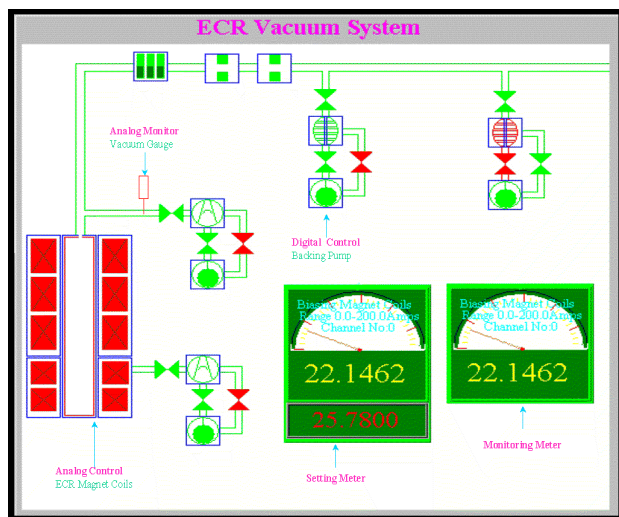 ECR Vacuum System
Analog Monitor
Vacuum Gauge
Digital Control
Backing Pump
Biasing Magnet Coils
Range 0.0-200.0Amps
Channel No:0
22.1462
25.7800
Biasing Magnet Coils
Range 0.0-200.0Amps
Channel No:0
22.1462
Monitoring Meter
Setting Meter
Analog Control
ECR Magnet Coils